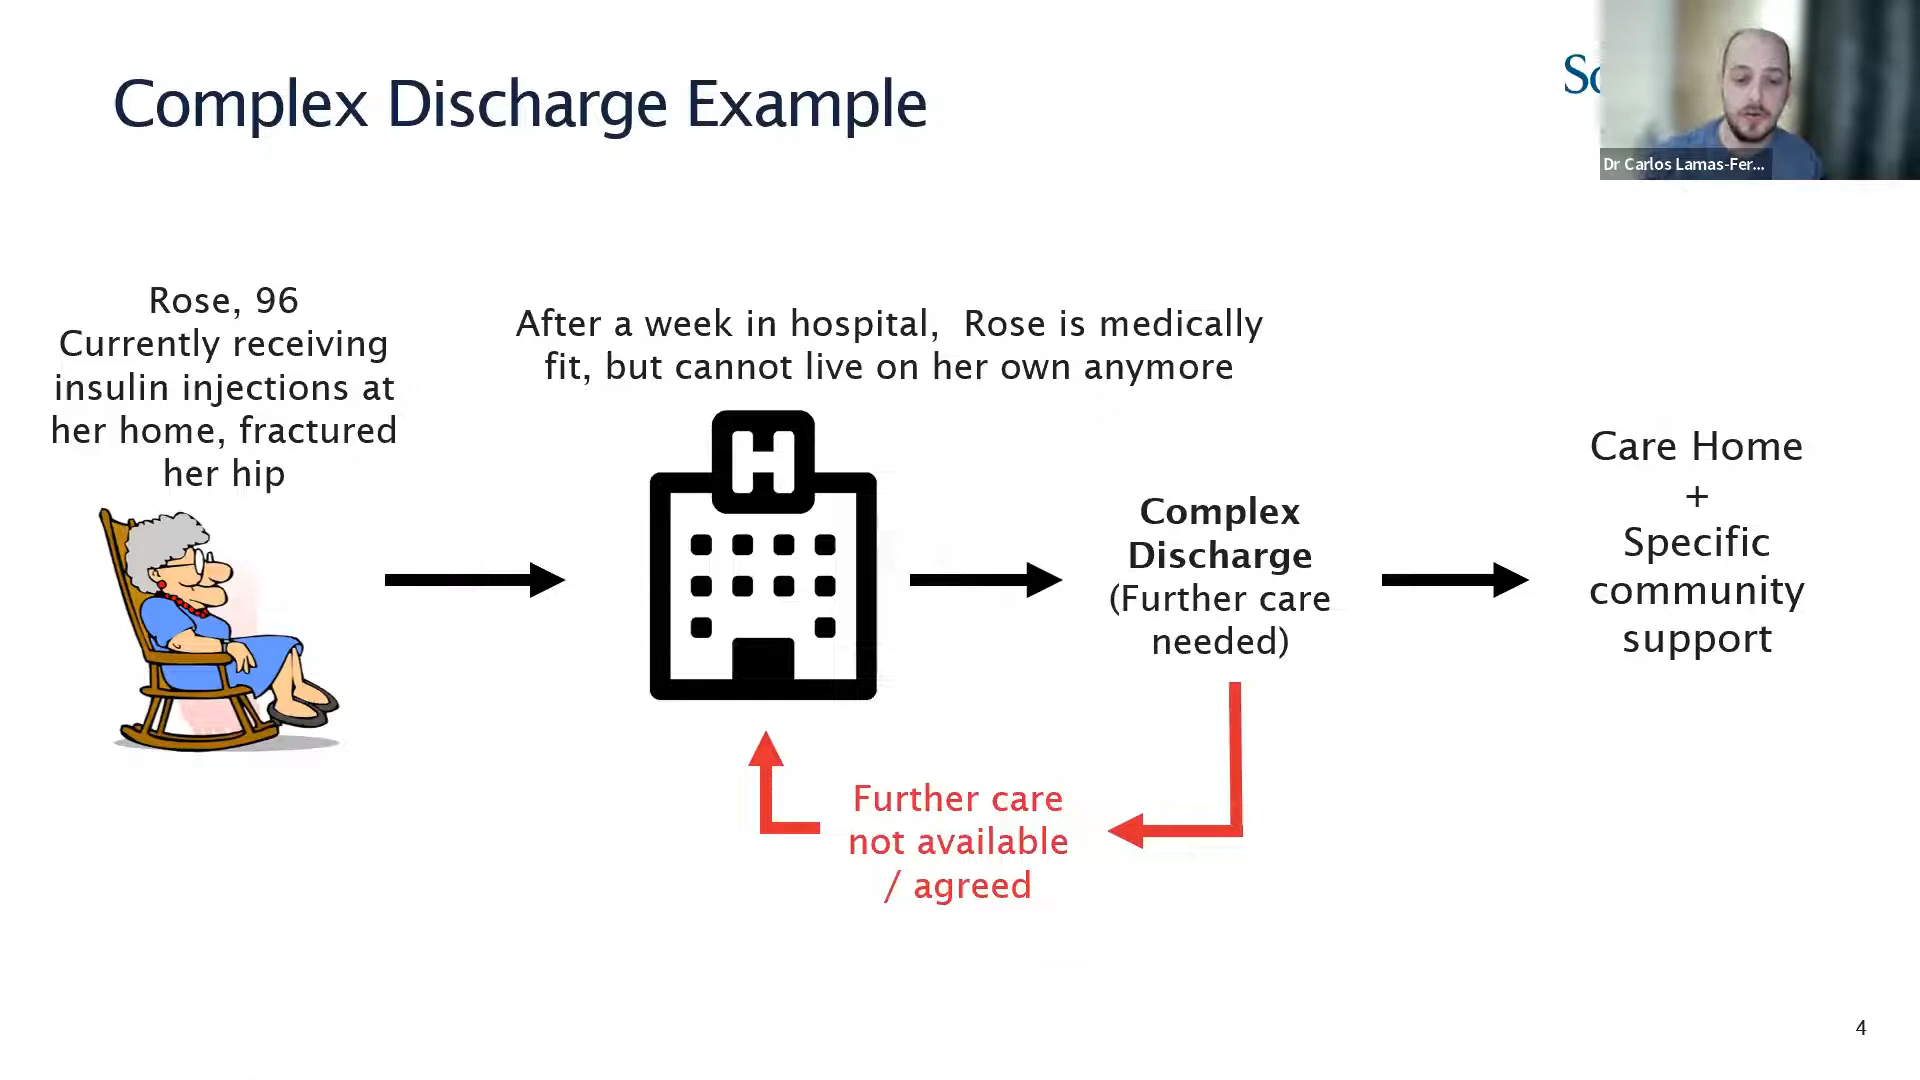 Complex Discharge Example
Dr Carlos Lamas-Fer...
Rose, 96
Currently receiving
insulin injections at
her home, fractured
her hip
After a week in hospital,  Rose is medically
fit, but cannot live on her own anymore
H
Complex
Discharge
(Further care
needed)
Care Home
+
Specific
community
support
Further care
not available
/ agreed
4